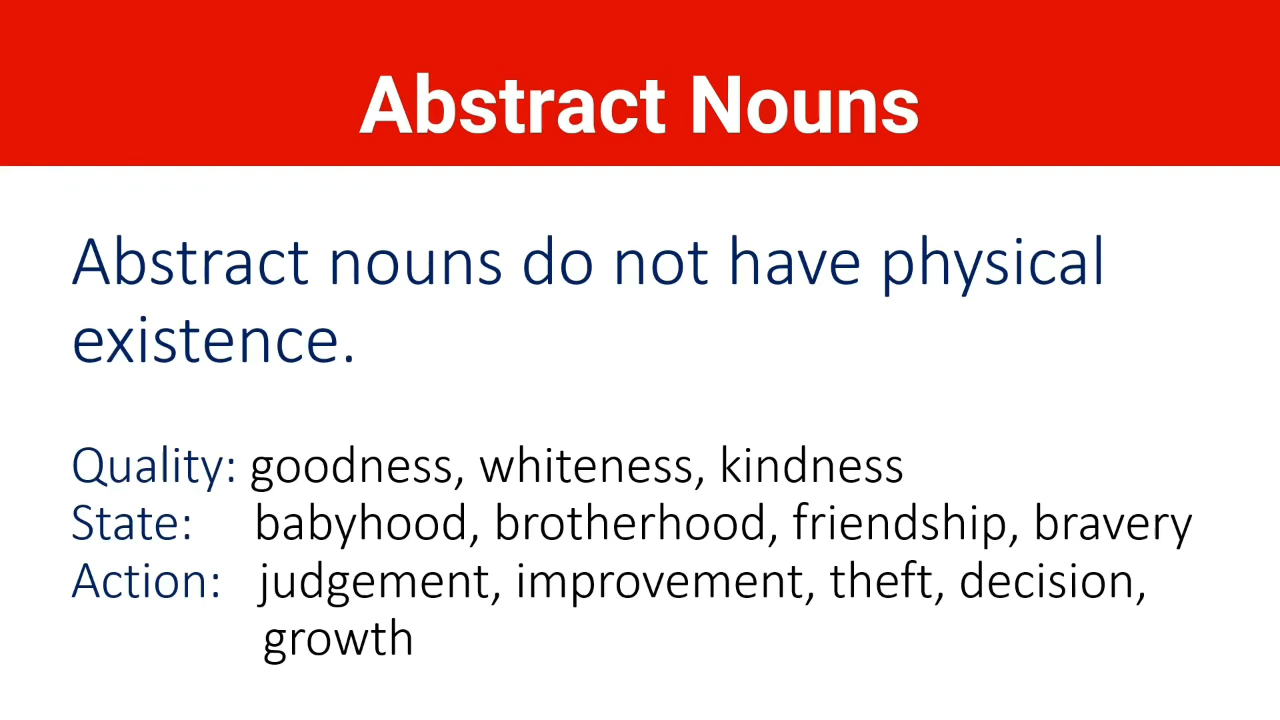 Abstract Nouns
Abstract nouns do not have physical
existence.
Quality: goodness, whiteness, kindness
State: babyhood, brotherhood, friendship, bravery
Action: judgement, improvement, theft, decision,
growth